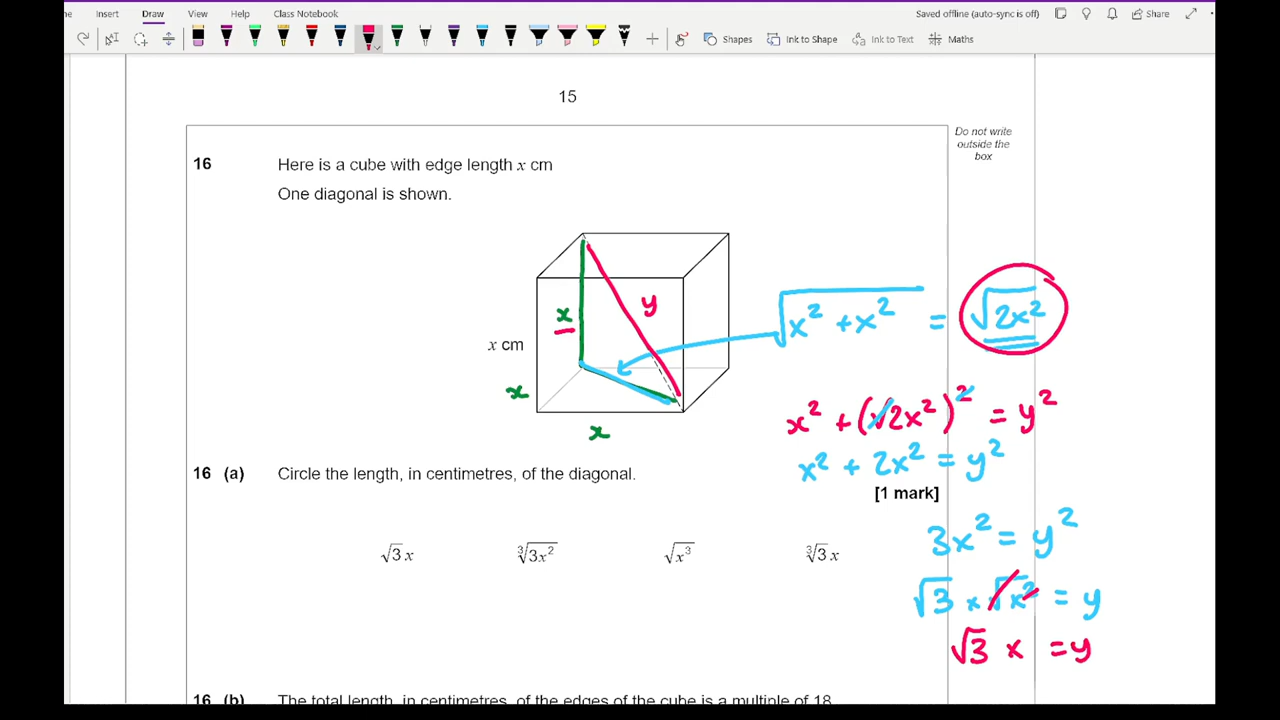 me Insert Draw View Help Class Notebook Saved offline (auto-sync is off) Share
Shapes Ink to Shape Ink to Text Maths
15
Do not write
outside the
box
16 Here is a cube with edge length x cm
One diagonal is shown.
x y √(x² + x²) = √(2x²)
x cm
x
x
x² + (√2x²)² = y²
x² + 2x² = y²
16 (a) Circle the length, in centimetres, of the diagonal.
[1 mark]
3x² = y²
√3 x ∛(3x²) √(x³) ∛3 x
√3 × √x² = y
√3 x = y
16 (b) The total length, in centimetres, of the edges of the cube is a multiple of 18